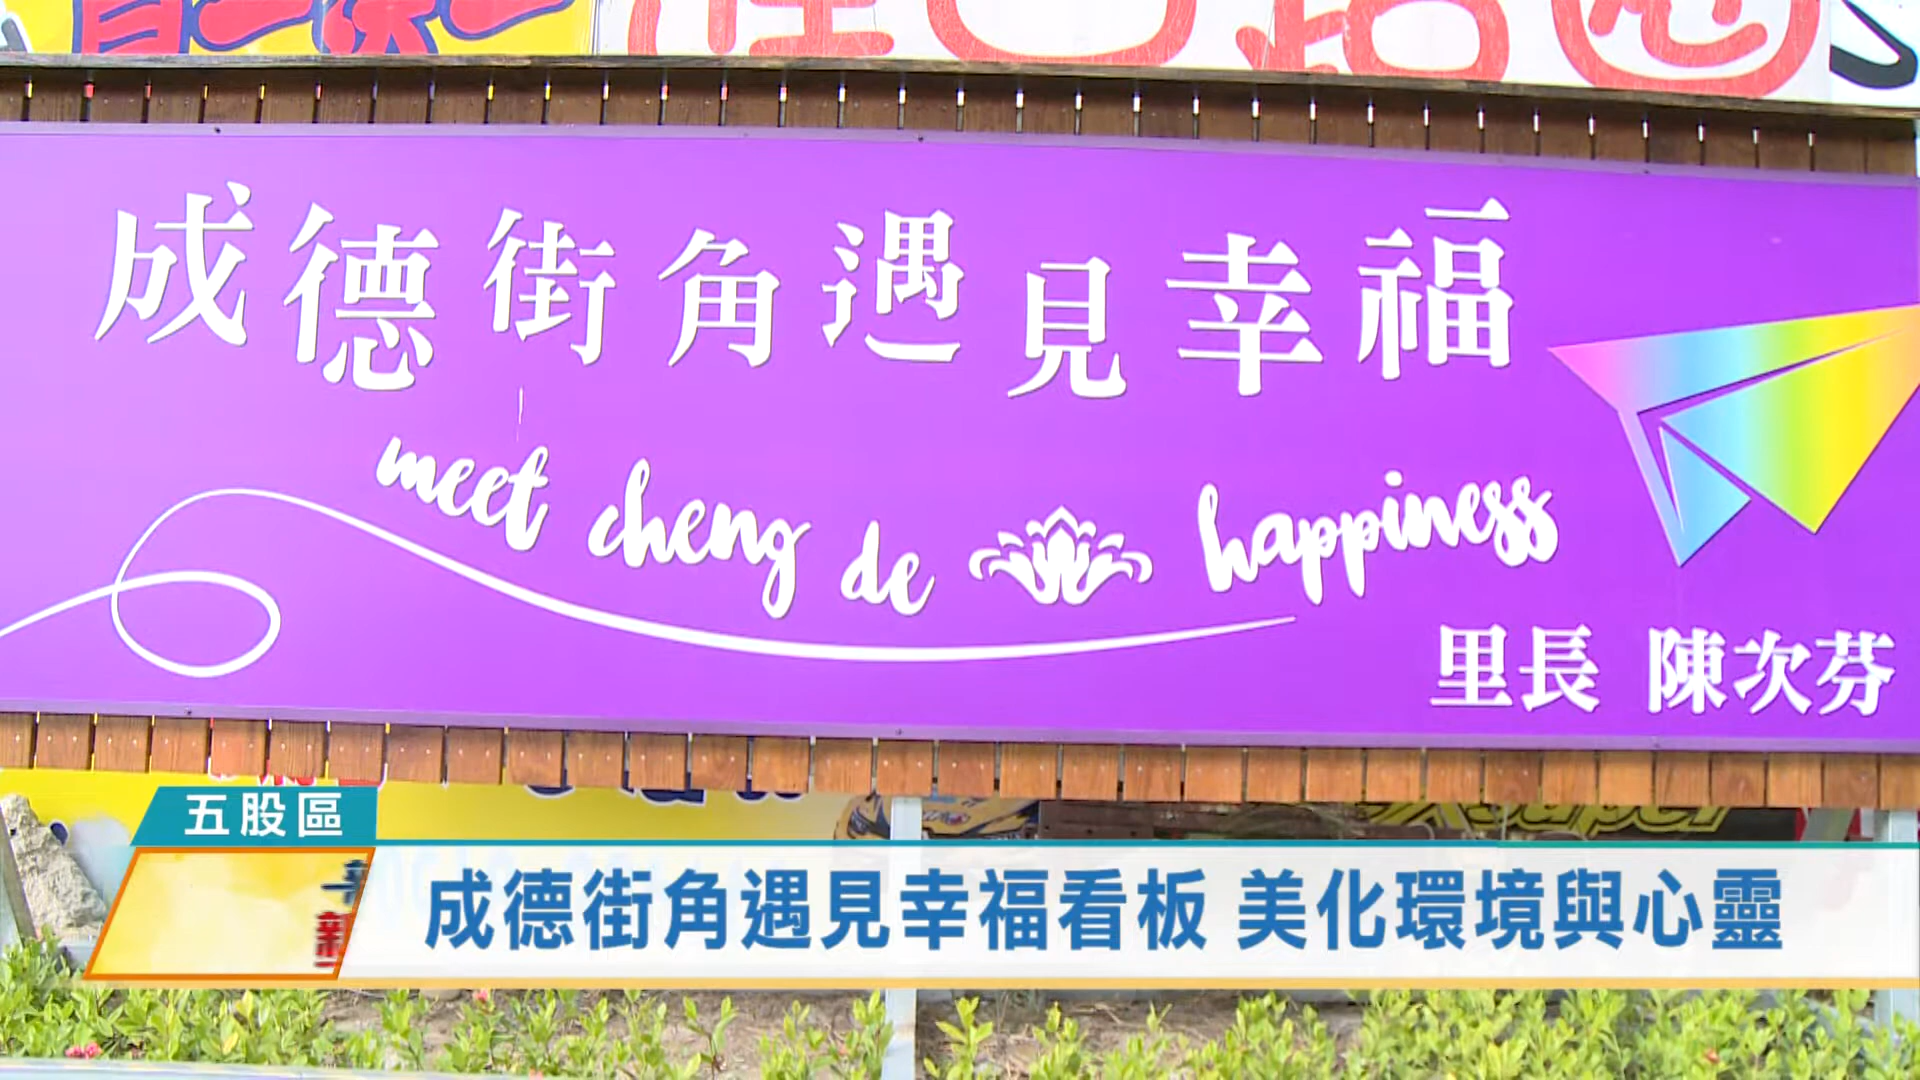 成德街角遇見幸福
meet cheng de happiness
里長 陳次芬
五股區
成德街角遇見幸福看板 美化環境與心靈